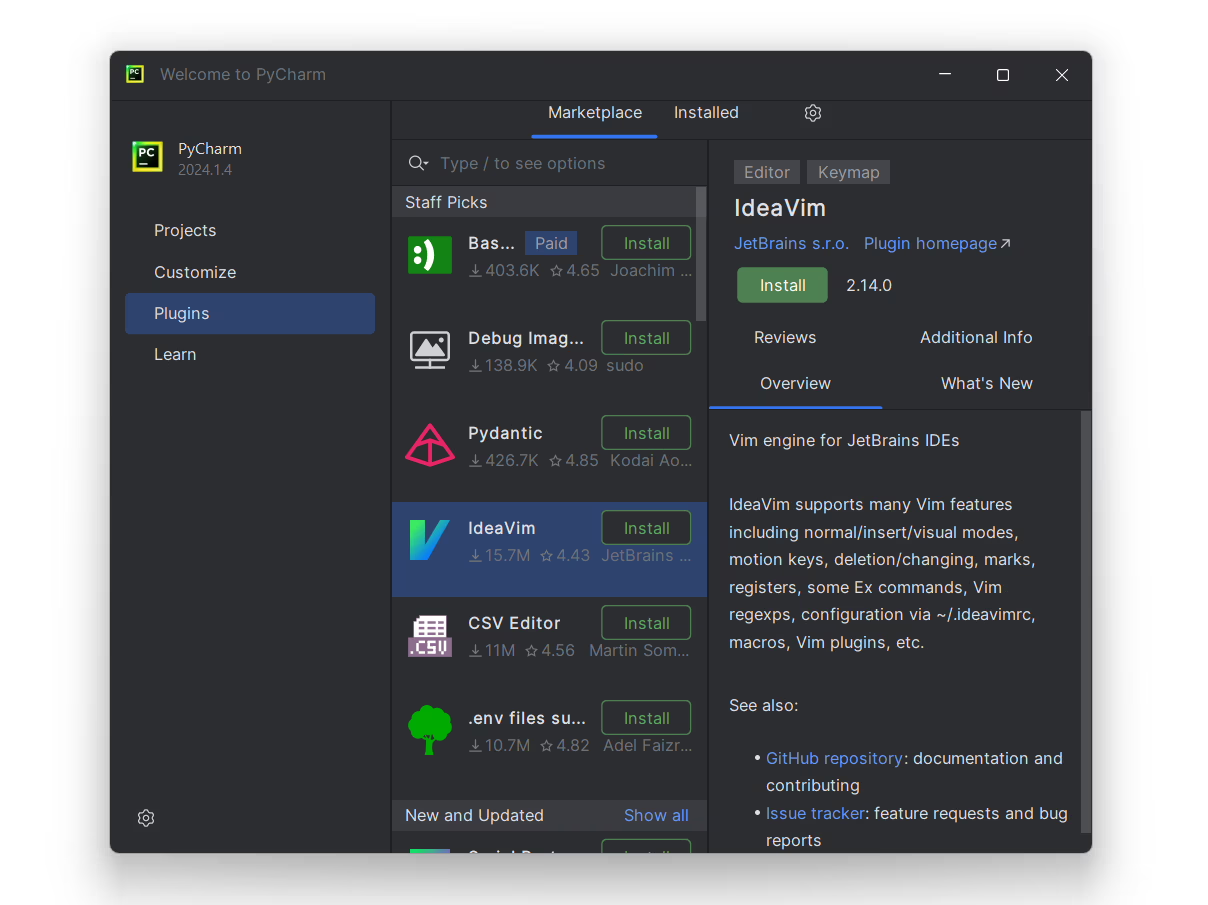 Welcome to PyCharm
PyCharm
2024.1.4
Projects
Customize
Plugins
Learn
Marketplace
Installed
Type / to see options
Staff Picks
Bas... Paid Install
403.6K 4.65 Joachim ...
Debug Imag... Install
138.9K 4.09 sudo
Pydantic Install
426.7K 4.85 Kodai Ao...
IdeaVim Install
15.7M 4.43 JetBrains ...
CSV Editor Install
11M 4.56 Martin Som...
.env files su... Install
10.7M 4.82 Adel Faizr...
New and Updated Show all
Editor Keymap
IdeaVim
JetBrains s.r.o. Plugin homepage
Install 2.14.0
Reviews Additional Info
Overview What's New
Vim engine for JetBrains IDEs
IdeaVim supports many Vim features
including normal/insert/visual modes,
motion keys, deletion/changing, marks,
registers, some Ex commands, Vim
regexps, configuration via ~/.ideavimrc,
macros, Vim plugins, etc.
See also:
• GitHub repository: documentation and
contributing
• Issue tracker: feature requests and bug
reports